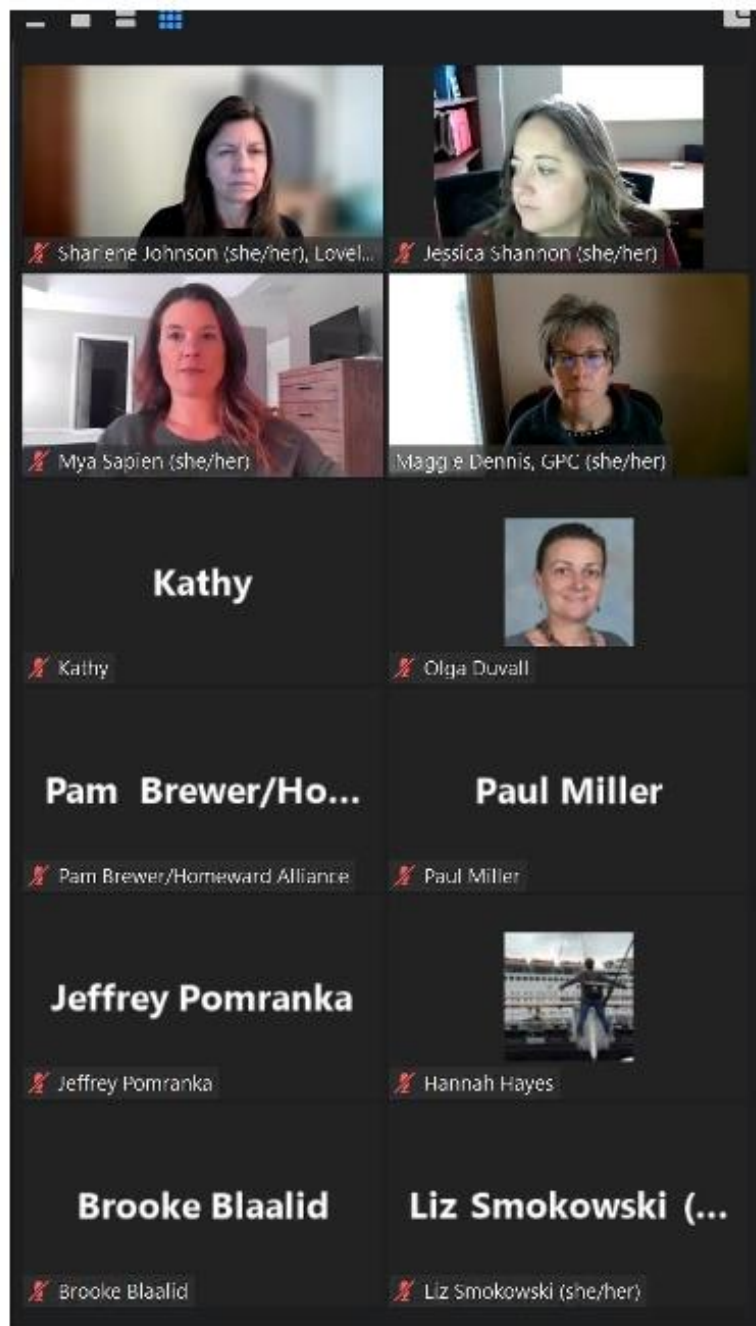 Sharlene Johnson (she/her), Lovel...
Jessica Shannon (she/her)
Mya Sapien (she/her)
Maggie Dennis, GPC (she/her)
Kathy
Kathy
Olga Duvall
Pam Brewer/Ho...
Paul Miller
Pam Brewer/Homeward Alliance
Paul Miller
Jeffrey Pomranka
Jeffrey Pomranka
Hannah Hayes
Brooke Blaalid
Liz Smokowski (...
Brooke Blaalid
Liz Smokowski (she/her)